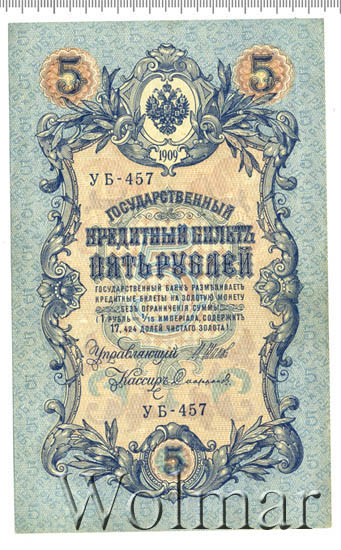 5 5
1909
УБ-457
ГОСУДАРСТВЕННЫЙ
КРЕДИТНЫЙ БИЛЕТЪ
ПЯТЬ РУБЛЕЙ
ГОСУДАРСТВЕННЫЙ БАНКЪ РАЗМѢНИВАЕТЪ
КРЕДИТНЫЕ БИЛЕТЫ НА ЗОЛОТУЮ МОНЕТУ
БЕЗЪ ОГРАНИЧЕНІЯ СУММЫ
(1 РУБЛЬ = 1/15 ИМПЕРІАЛА, СОДЕРЖИТЪ
17,424 ДОЛЕЙ ЧИСТАГО ЗОЛОТА).
Управляющій
Кассиръ
УБ-457
5
Wolmar